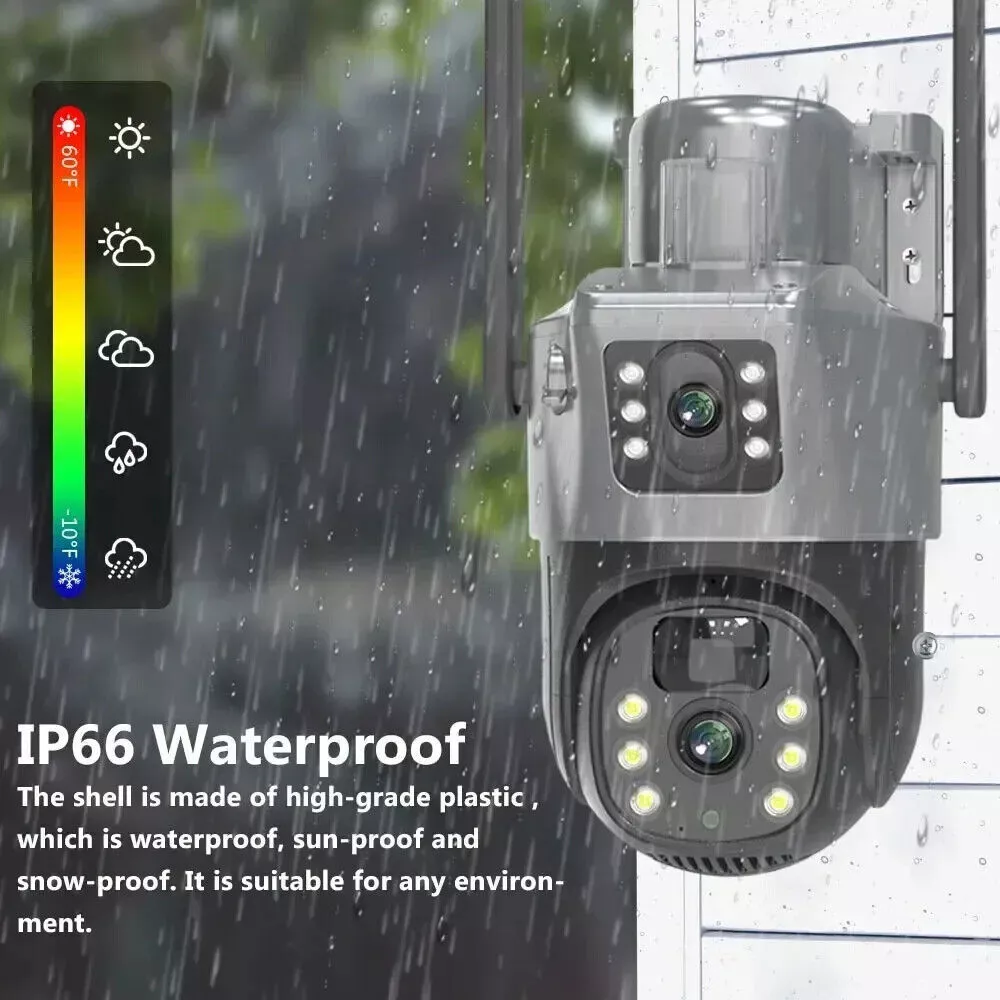 60°F
-10°F
IP66 Waterproof
The shell is made of high-grade plastic ,
which is waterproof, sun-proof and
snow-proof. It is suitable for any environ-
ment.